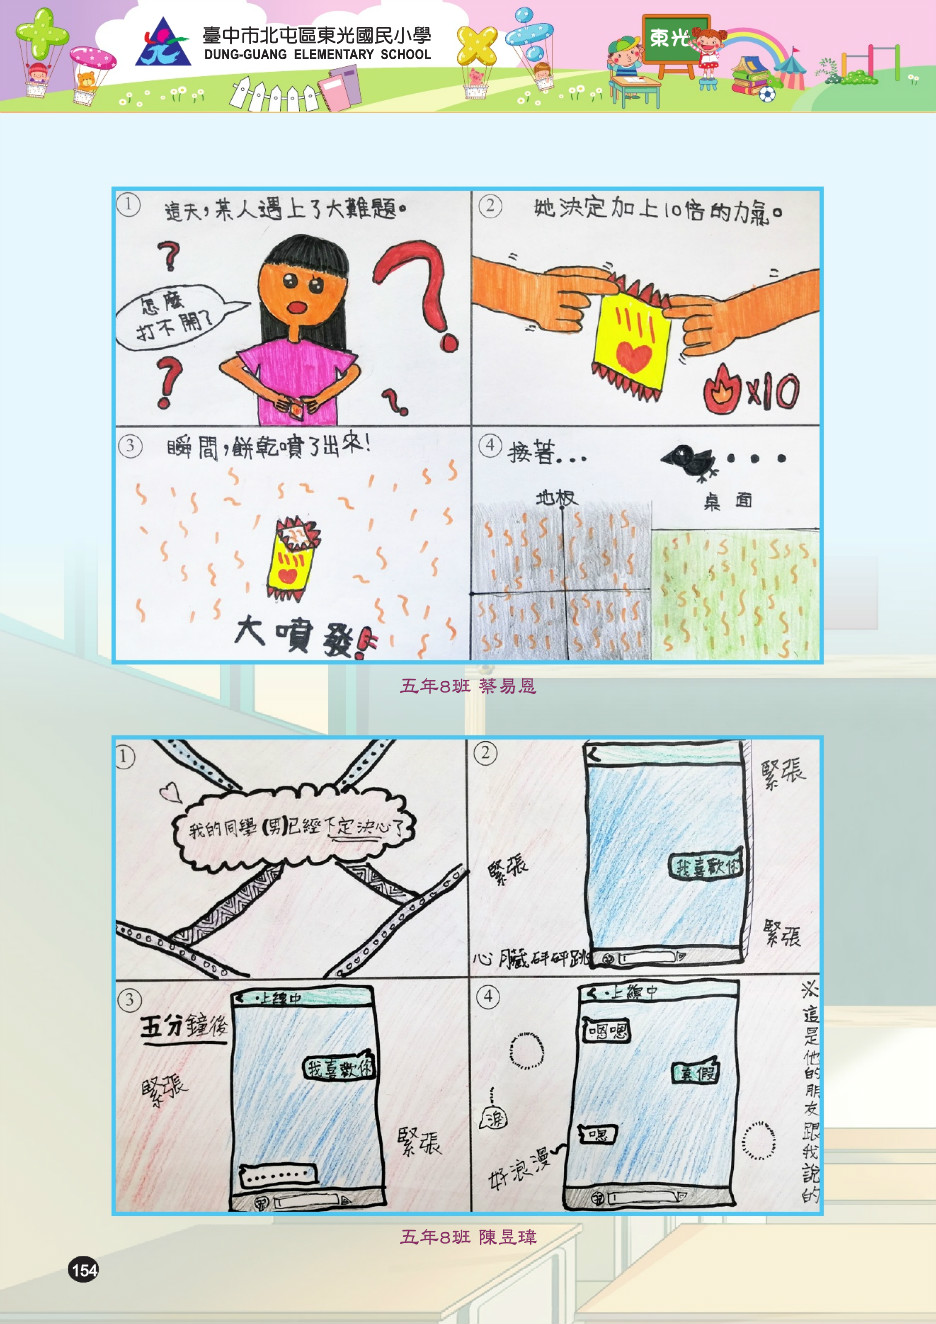 臺中市北屯區東光國民小學
DUNG-GUANG ELEMENTARY SCHOOL
東光
1
這天,某人遇上了大難題。
怎麼
打不開?
2
她決定加上10倍的力氣。
×10
3
瞬間,餅乾噴了出來!
大噴發!!
4
接著...
地板
桌面
五年8班 蔡易恩
1
我的同學(男)已經下定決心了
2
緊張
我喜歡你
緊張
緊張
心臟砰砰跳
3
上線中
五分鐘後
我喜歡你
緊張
緊張
4
上線中
嗯嗯
真假
嗯
淚
好浪漫
※這是他的朋友跟我說的
五年8班 陳昱瑋
154